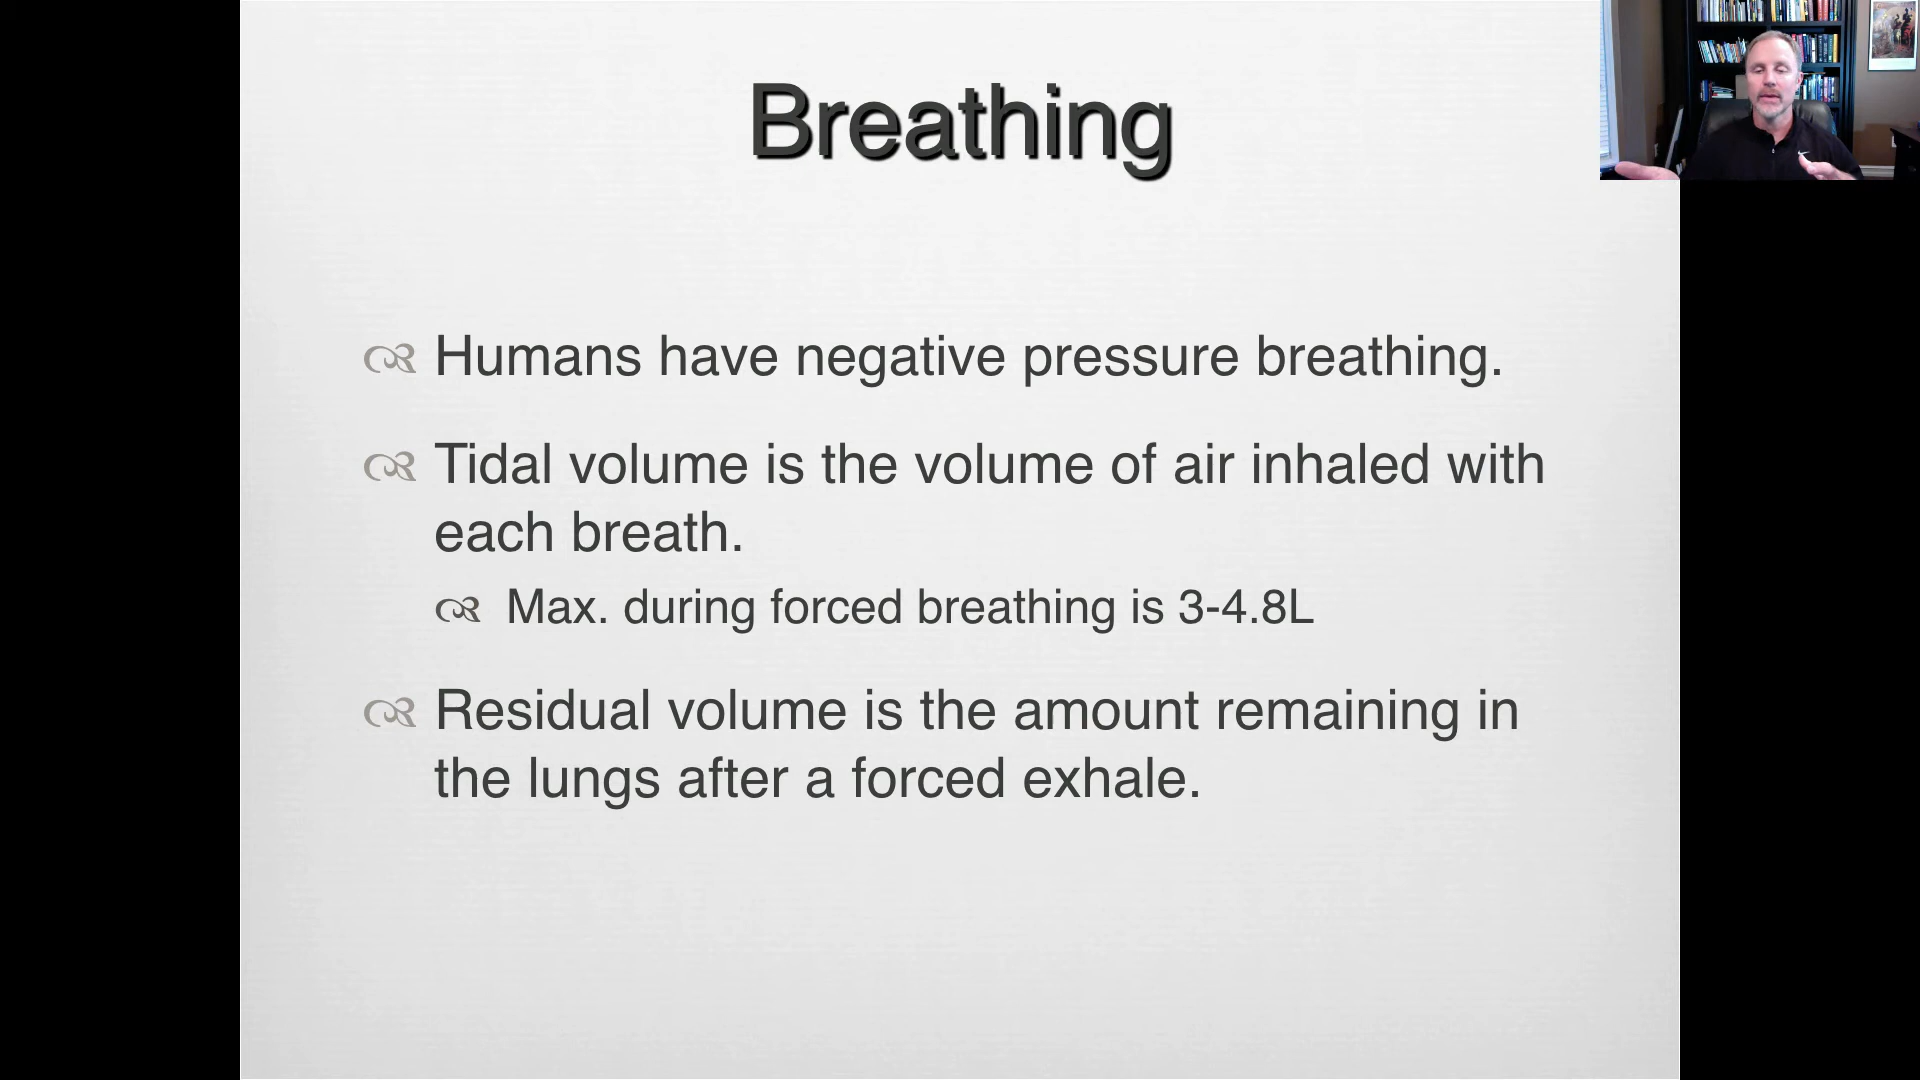 Breathing
Humans have negative pressure breathing.
Tidal volume is the volume of air inhaled with
each breath.
Max. during forced breathing is 3-4.8L
Residual volume is the amount remaining in
the lungs after a forced exhale.